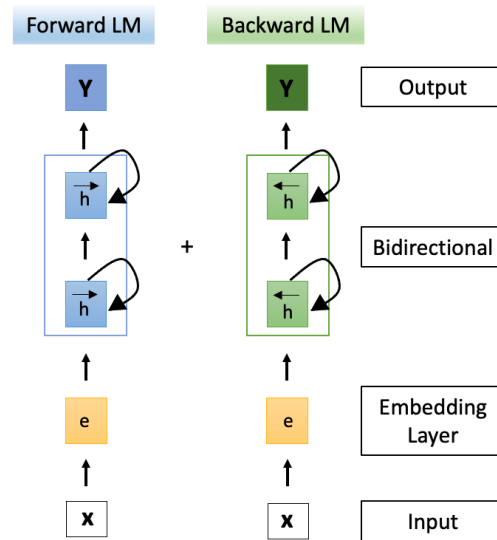 Forward LM
Backward LM
Y
Y
Output
h
h
+
Bidirectional
h
h
e
e
Embedding
Layer
x
x
Input